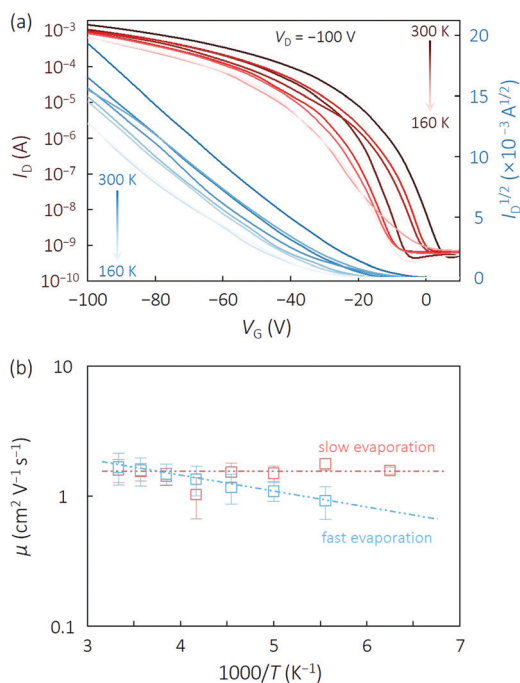 (a)
V_D = −100 V
300 K
160 K
300 K
160 K
10⁻³
10⁻⁴
10⁻⁵
10⁻⁶
10⁻⁷
10⁻⁸
10⁻⁹
10⁻¹⁰
I_D (A)
20
15
10
5
0
I_D^1/2 (×10⁻³ A^1/2)
−100 −80 −60 −40 −20 0
V_G (V)
(b)
10
1
0.1
μ (cm² V⁻¹ s⁻¹)
slow evaporation
fast evaporation
3 4 5 6 7
1000/T (K⁻¹)